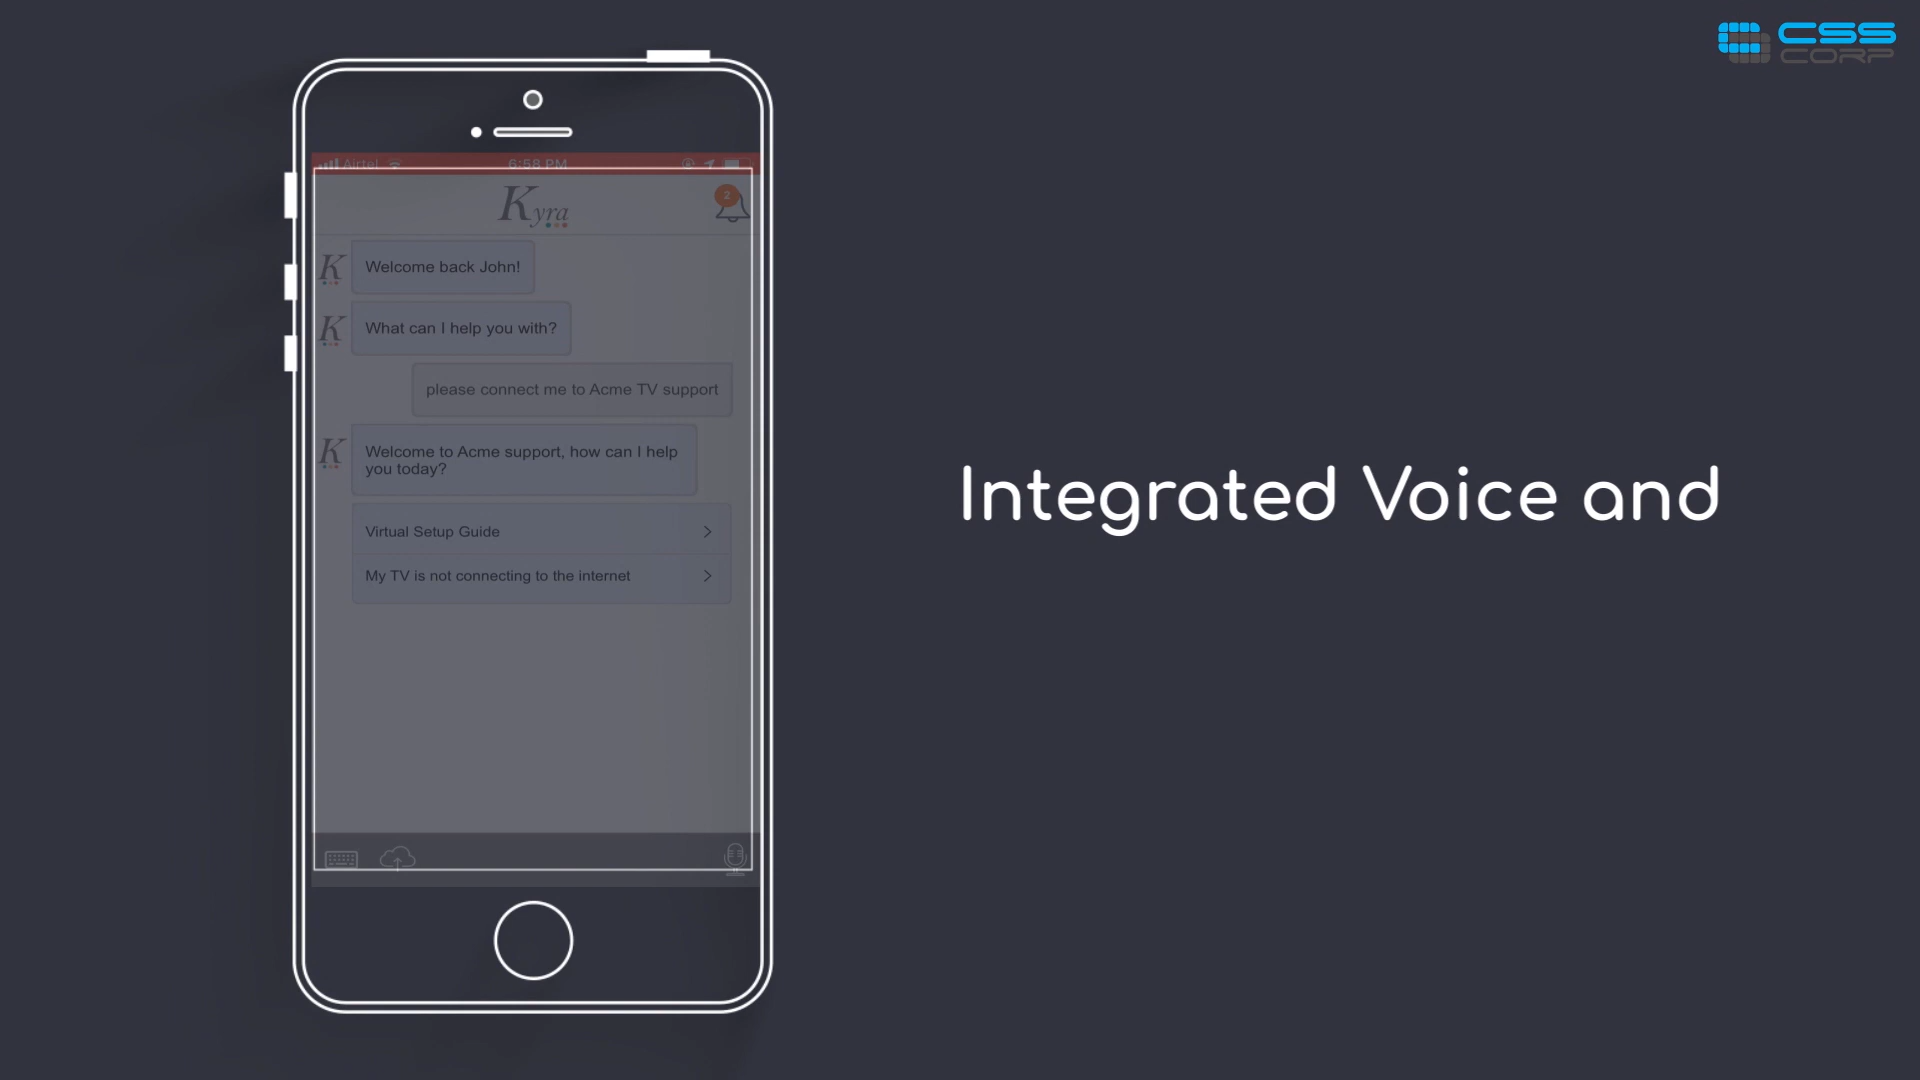 CSS
CORP
Airtel
6:58 PM
Kyra
2
K
Welcome back John!
K
What can I help you with?
please connect me to Acme TV support
K
Welcome to Acme support, how can I help
you today?
Virtual Setup Guide
My TV is not connecting to the internet
Integrated Voice and